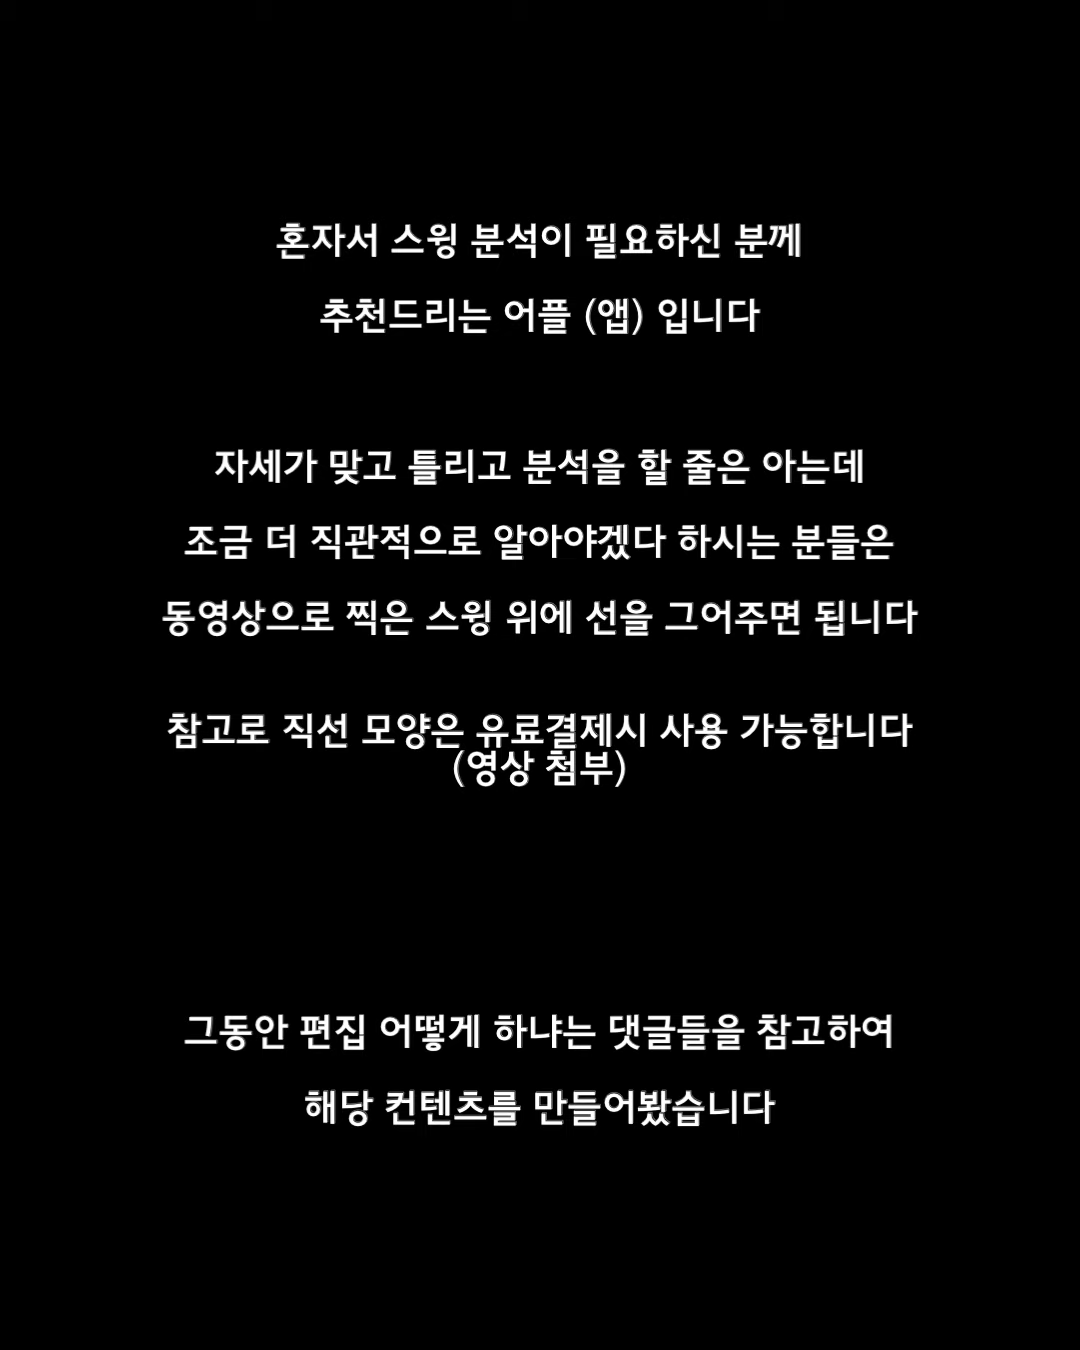 혼자서 스윙 분석이 필요하신 분께
추천드리는 어플 (앱) 입니다
자세가 맞고 틀리고 분석을 할 줄은 아는데
조금 더 직관적으로 알아야겠다 하시는 분들은
동영상으로 찍은 스윙 위에 선을 그어주면 됩니다
참고로 직선 모양은 유료결제시 사용 가능합니다
(영상 첨부)
그동안 편집 어떻게 하냐는 댓글들을 참고하여
해당 컨텐츠를 만들어봤습니다